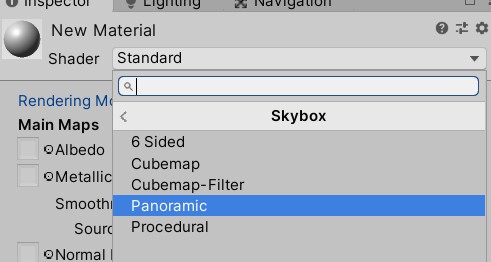 Inspector Lighting Navigation
New Material
Shader Standard
Rendering Mo
Skybox
Main Maps
6 Sided
Albedo
Cubemap
Metallic
Cubemap-Filter
Smoothn
Panoramic
Sourc
Procedural
Normal